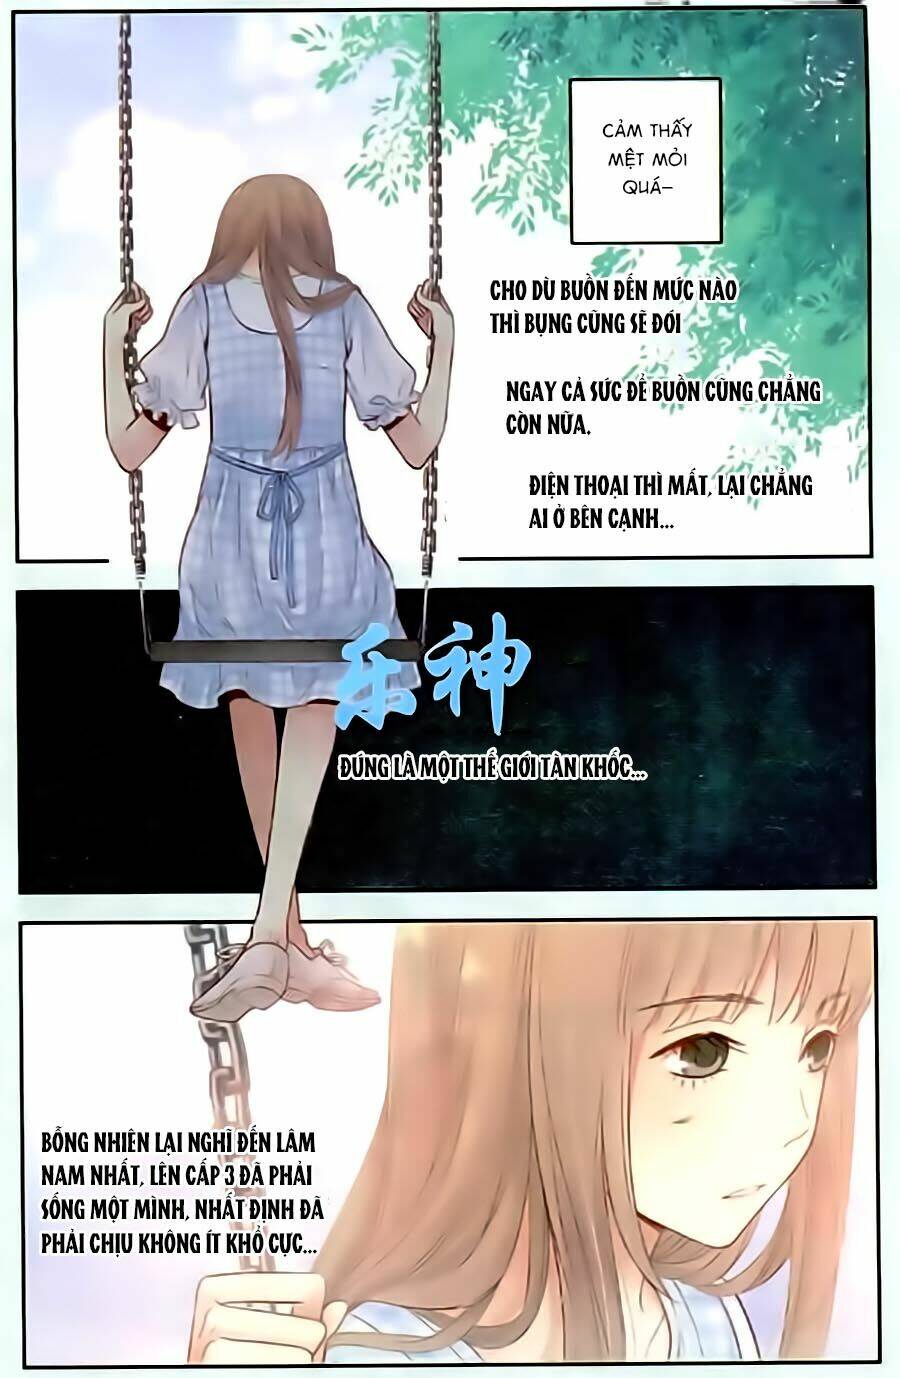 CẢM THẤY
MỆT MỎI
QUÁ–
CHO DÙ BUỒN ĐẾN MỨC NÀO
THÌ BỤNG CŨNG SẼ ĐÓI
NGAY CẢ SỨC ĐỂ BUỒN CŨNG CHẲNG
CÒN NỮA.
ĐIỆN THOẠI THÌ MẤT, LẠI CHẲNG
AI Ở BÊN CẠNH...
乐神
ĐÚNG LÀ MỘT THẾ GIỚI TÀN KHỐC...
BỖNG NHIÊN LẠI NGHĨ ĐẾN LÂM
NAM NHẤT, LÊN CẤP 3 ĐÃ PHẢI
SỐNG MỘT MÌNH, NHẤT ĐỊNH ĐÃ
PHẢI CHỊU KHÔNG ÍT KHỔ CỰC...